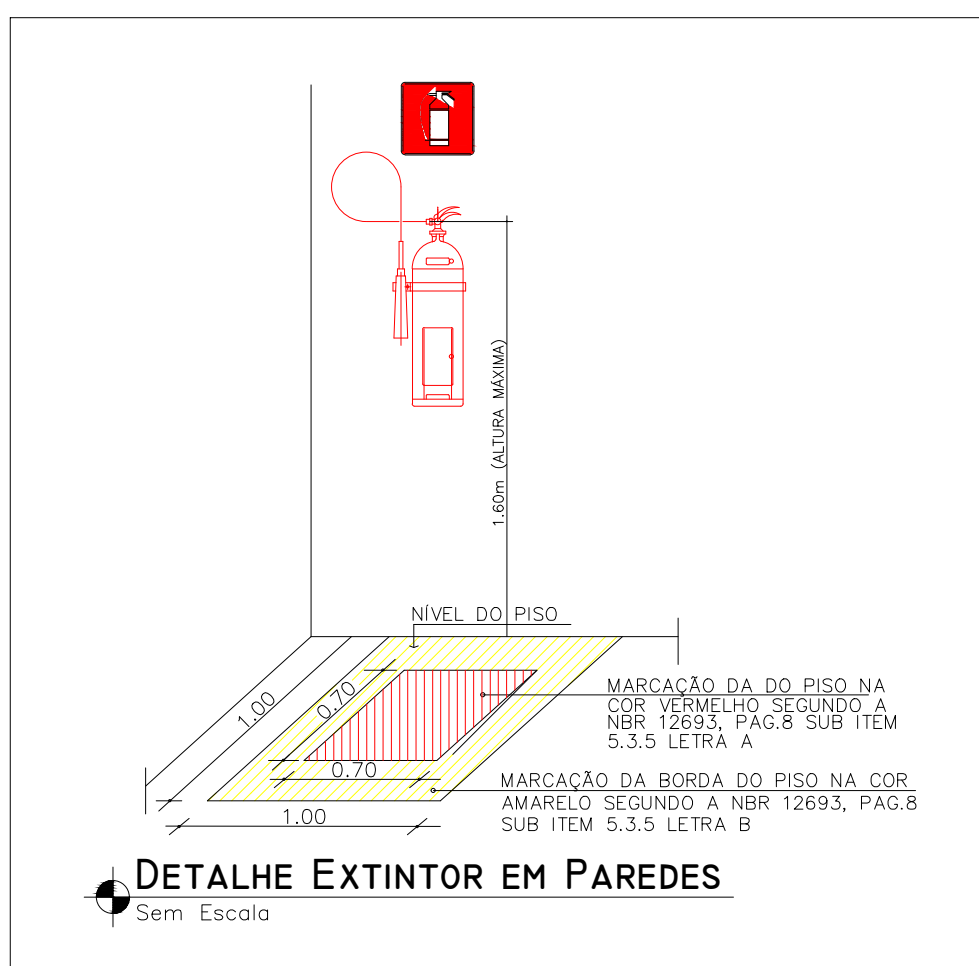 1.60m (ALTURA MÁXIMA)
NÍVEL DO PISO
1.00
0.70
0.70
1.00
MARCAÇÃO DA DO PISO NA
COR VERMELHO SEGUNDO A
NBR 12693, PAG.8 SUB ITEM
5.3.5 LETRA A
MARCAÇÃO DA BORDA DO PISO NA COR
AMARELO SEGUNDO A NBR 12693, PAG.8
SUB ITEM 5.3.5 LETRA B
DETALHE EXTINTOR EM PAREDES
Sem Escala